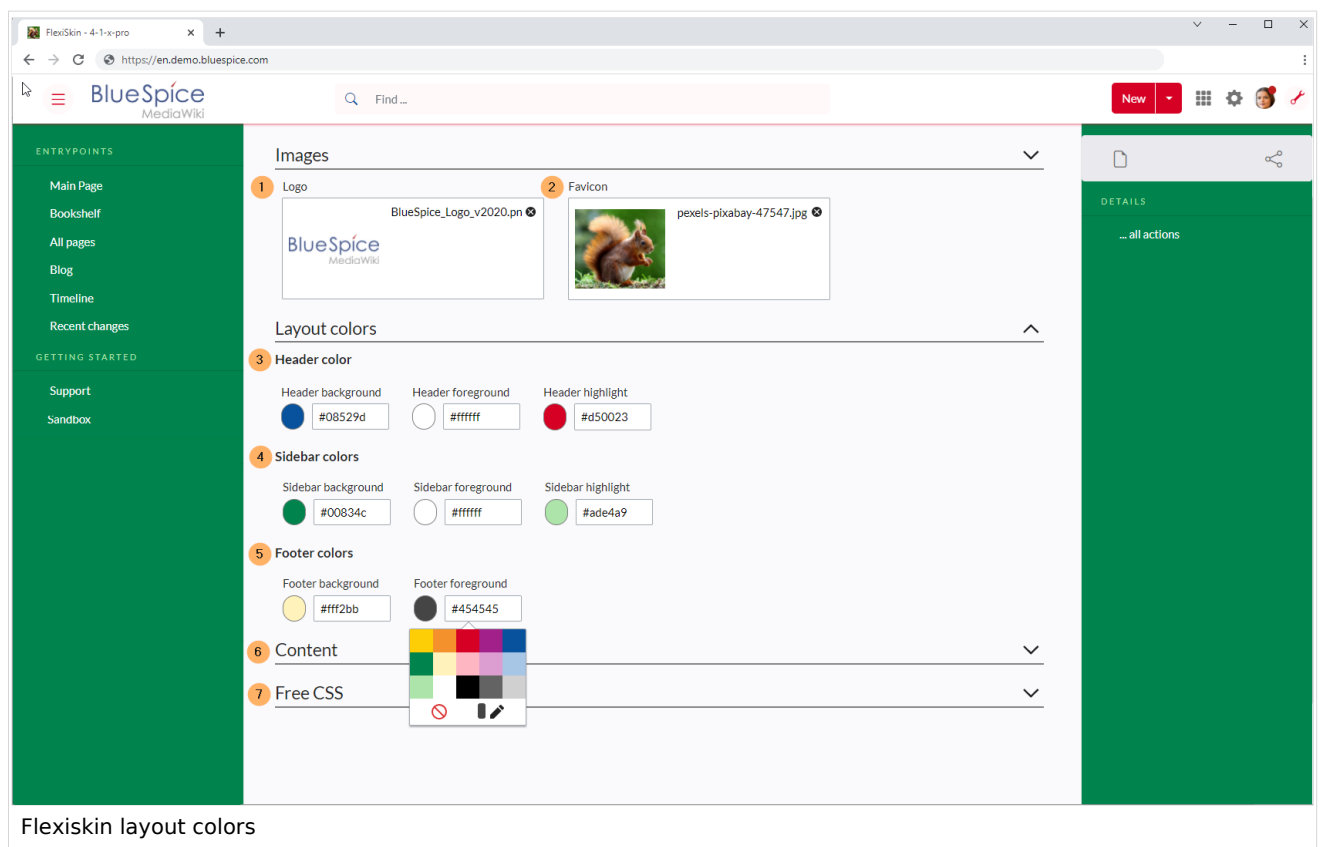 FlexiSkin - 4-1-x-pro
https://en.demo.bluespice.com
BlueSpice
MediaWiki
Find ...
New
ENTRYPOINTS
Main Page
Bookshelf
All pages
Blog
Timeline
Recent changes
GETTING STARTED
Support
Sandbox
Images
1 Logo 2 Favicon
BlueSpice_Logo_v2020.pn pexels-pixabay-47547.jpg
BlueSpice
MediaWiki
Layout colors
3 Header color
Header background Header foreground Header highlight
#08529d #ffffff #d50023
4 Sidebar colors
Sidebar background Sidebar foreground Sidebar highlight
#00834c #ffffff #ade4a9
5 Footer colors
Footer background Footer foreground
#fff2bb #454545
6 Content
7 Free CSS
DETAILS
... all actions
Flexiskin layout colors